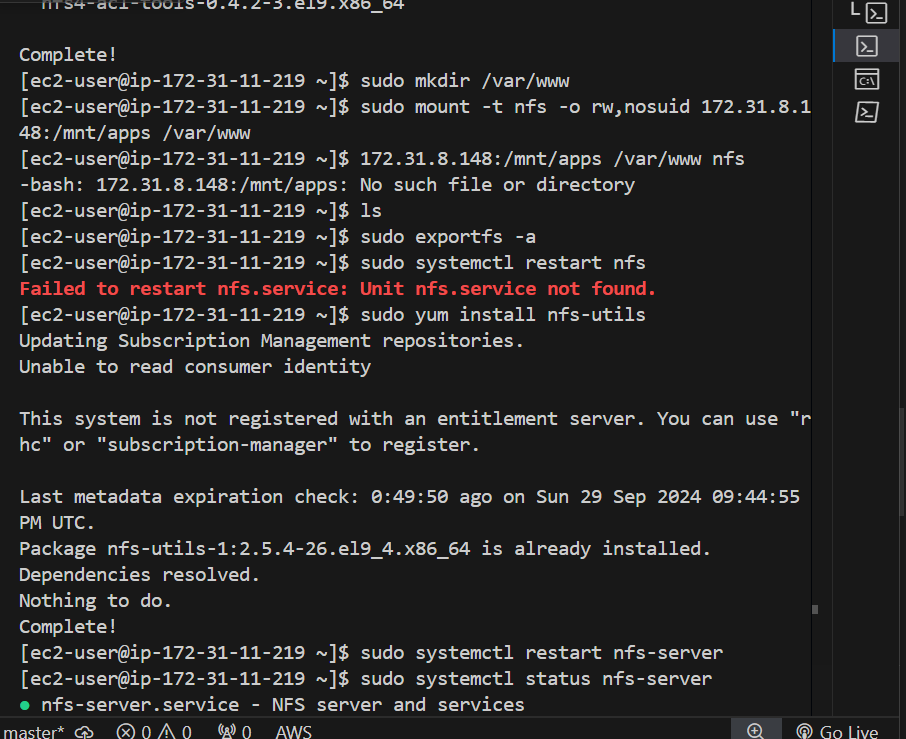 nfs4-acl-tools-0.4.2-3.el9.x86_64
Complete!
[ec2-user@ip-172-31-11-219 ~]$ sudo mkdir /var/www
[ec2-user@ip-172-31-11-219 ~]$ sudo mount -t nfs -o rw,nosuid 172.31.8.1
48:/mnt/apps /var/www
[ec2-user@ip-172-31-11-219 ~]$ 172.31.8.148:/mnt/apps /var/www nfs
-bash: 172.31.8.148:/mnt/apps: No such file or directory
[ec2-user@ip-172-31-11-219 ~]$ ls
[ec2-user@ip-172-31-11-219 ~]$ sudo exportfs -a
[ec2-user@ip-172-31-11-219 ~]$ sudo systemctl restart nfs
Failed to restart nfs.service: Unit nfs.service not found.
[ec2-user@ip-172-31-11-219 ~]$ sudo yum install nfs-utils
Updating Subscription Management repositories.
Unable to read consumer identity
This system is not registered with an entitlement server. You can use "r
hc" or "subscription-manager" to register.
Last metadata expiration check: 0:49:50 ago on Sun 29 Sep 2024 09:44:55
PM UTC.
Package nfs-utils-1:2.5.4-26.el9_4.x86_64 is already installed.
Dependencies resolved.
Nothing to do.
Complete!
[ec2-user@ip-172-31-11-219 ~]$ sudo systemctl restart nfs-server
[ec2-user@ip-172-31-11-219 ~]$ sudo systemctl status nfs-server
● nfs-server.service - NFS server and services
master* 0 0 0 AWS Go Live